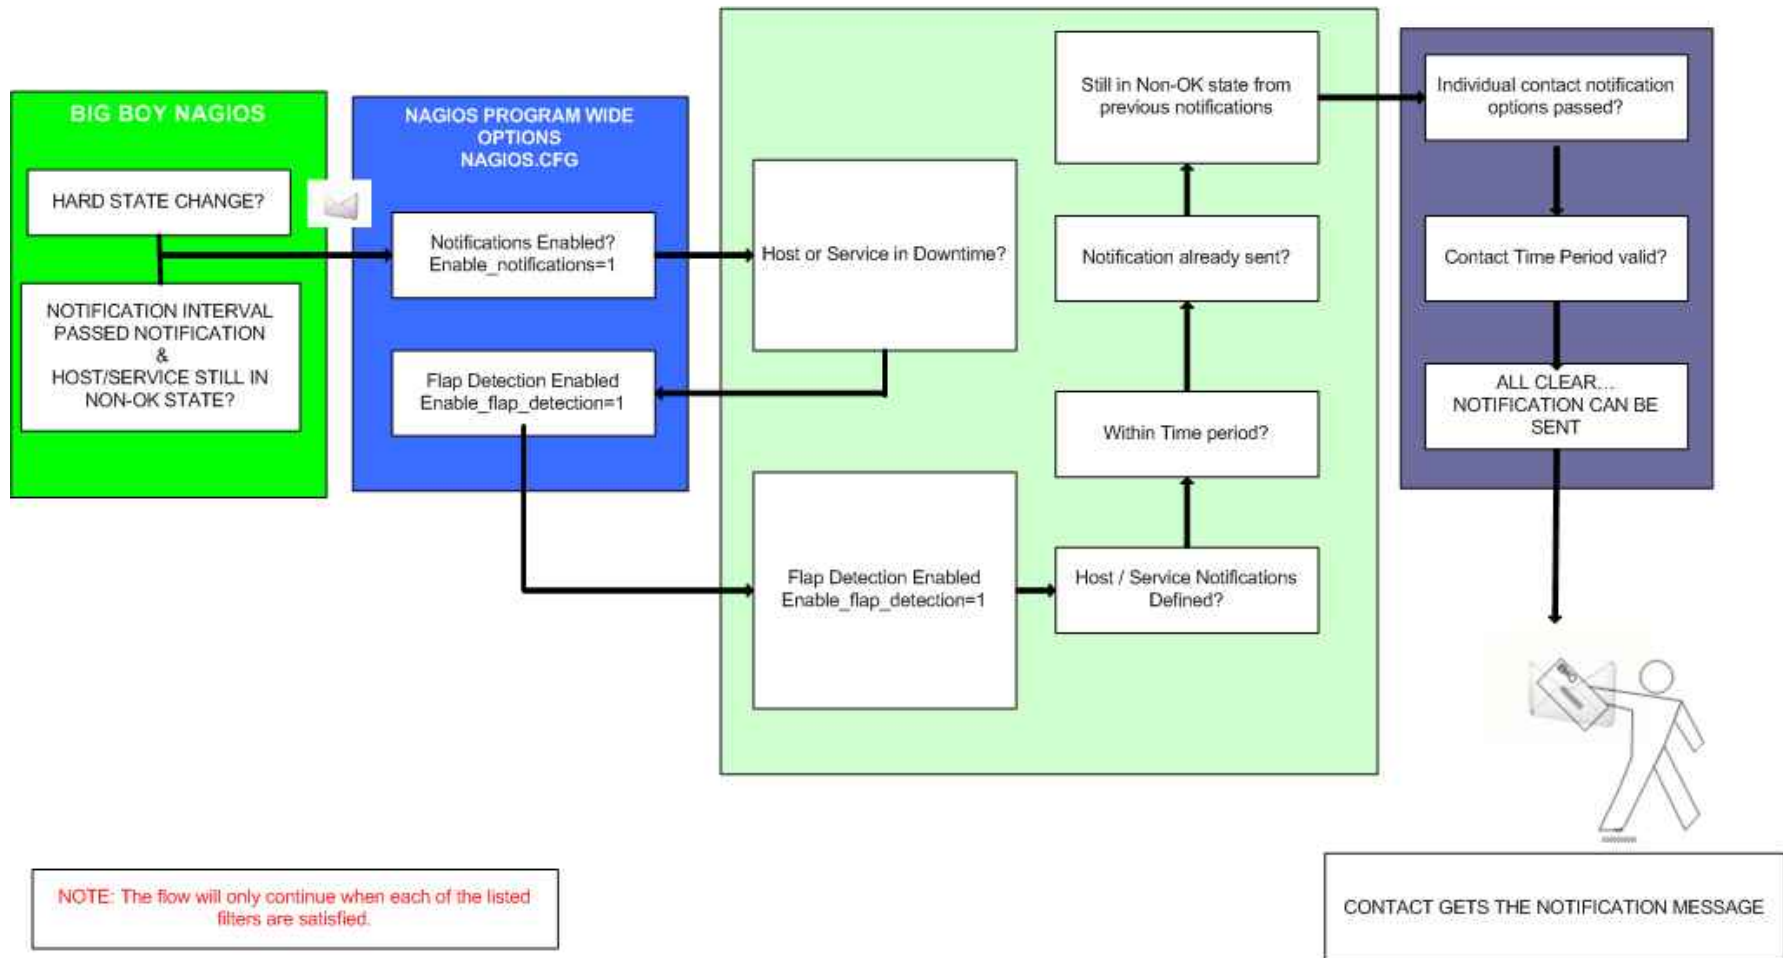 BIG BOY NAGIOS
HARD STATE CHANGE?
NOTIFICATION INTERVAL
PASSED NOTIFICATION
&
HOST/SERVICE STILL IN
NON-OK STATE?
NAGIOS PROGRAM WIDE
OPTIONS
NAGIOS.CFG
Notifications Enabled?
Enable_notifications=1
Flap Detection Enabled
Enable_flap_detection=1
Host or Service in Downtime?
Flap Detection Enabled
Enable_flap_detection=1
Still in Non-OK state from
previous notifications
Notification already sent?
Within Time period?
Host / Service Notifications
Defined?
Individual contact notification
options passed?
Contact Time Period valid?
ALL CLEAR...
NOTIFICATION CAN BE
SENT
CONTACT GETS THE NOTIFICATION MESSAGE
NOTE: The flow will only continue when each of the listed
filters are satisfied.